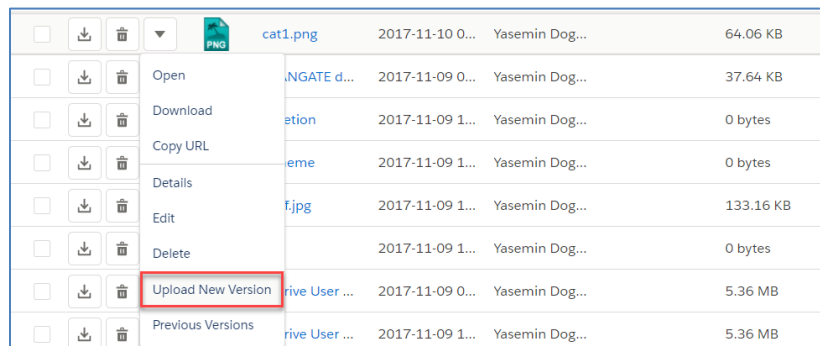 PNG cat1.png 2017-11-10 0... Yasemin Dog... 64.06 KB
Open ANGATE d... 2017-11-09 0... Yasemin Dog... 37.64 KB
Download etion 2017-11-09 1... Yasemin Dog... 0 bytes
Copy URL eme 2017-11-09 1... Yasemin Dog... 0 bytes
Details
Edit f.jpg 2017-11-09 1... Yasemin Dog... 133.16 KB
Delete 2017-11-09 1... Yasemin Dog... 0 bytes
Upload New Version rive User ... 2017-11-09 0... Yasemin Dog... 5.36 MB
Previous Versions rive User ... 2017-11-09 1... Yasemin Dog... 5.36 MB